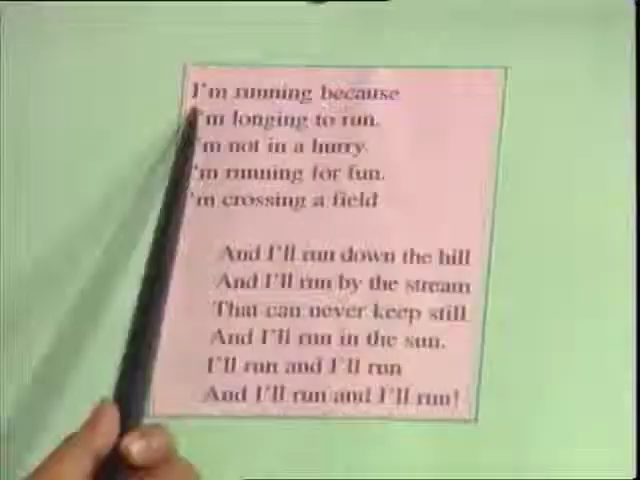 I'm running because
I'm longing to run.
'm not in a hurry.
'm running for fun.
'm crossing a field
And I'll run down the hill
And I'll run by the stream
That can never keep still
And I'll run in the sun.
I'll run and I'll run
And I'll run and I'll run!